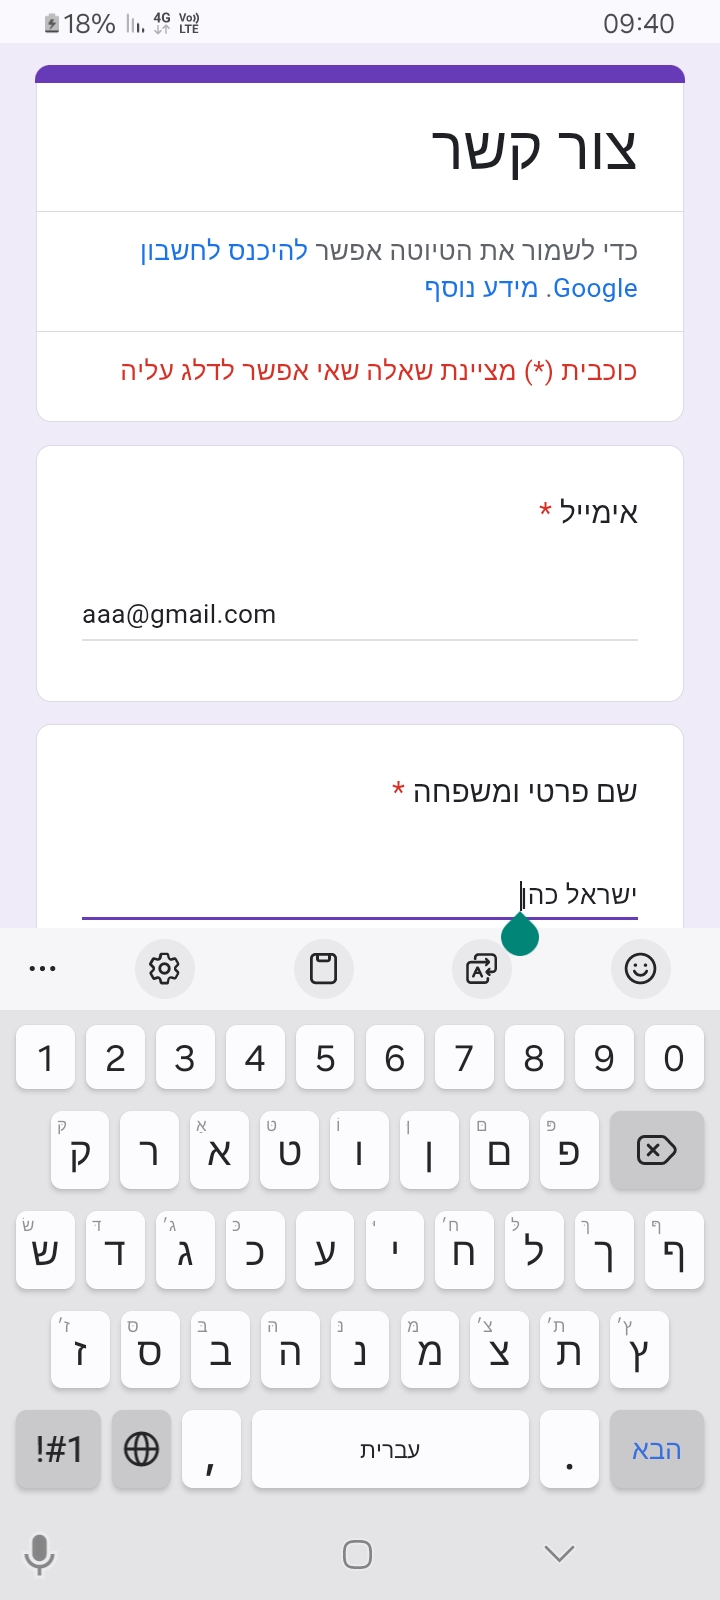 18% 4G Vo)) LTE 09:40
צור קשר
כדי לשמור את הטיוטה אפשר להיכנס לחשבון
Google. מידע נוסף
כוכבית (*) מציינת שאלה שאי אפשר לדלג עליה
אימייל *
aaa@gmail.com
שם פרטי ומשפחה *
ישראל כהן
1 2 3 4 5 6 7 8 9 0
ק ק ר אַ א ט ט וֹ ו ן ן ם ם פּ פ
שׂ ש דּ ד ג׳ ג כּ כ ע יִ י ח׳ ח לּ ל ךּ ך ףּ ף
ז׳ ז סּ ס בּ ב הּ ה נּ נ מּ מ צ׳ צ ת׳ ת ץ׳ ץ
!#1 , עברית . הבא